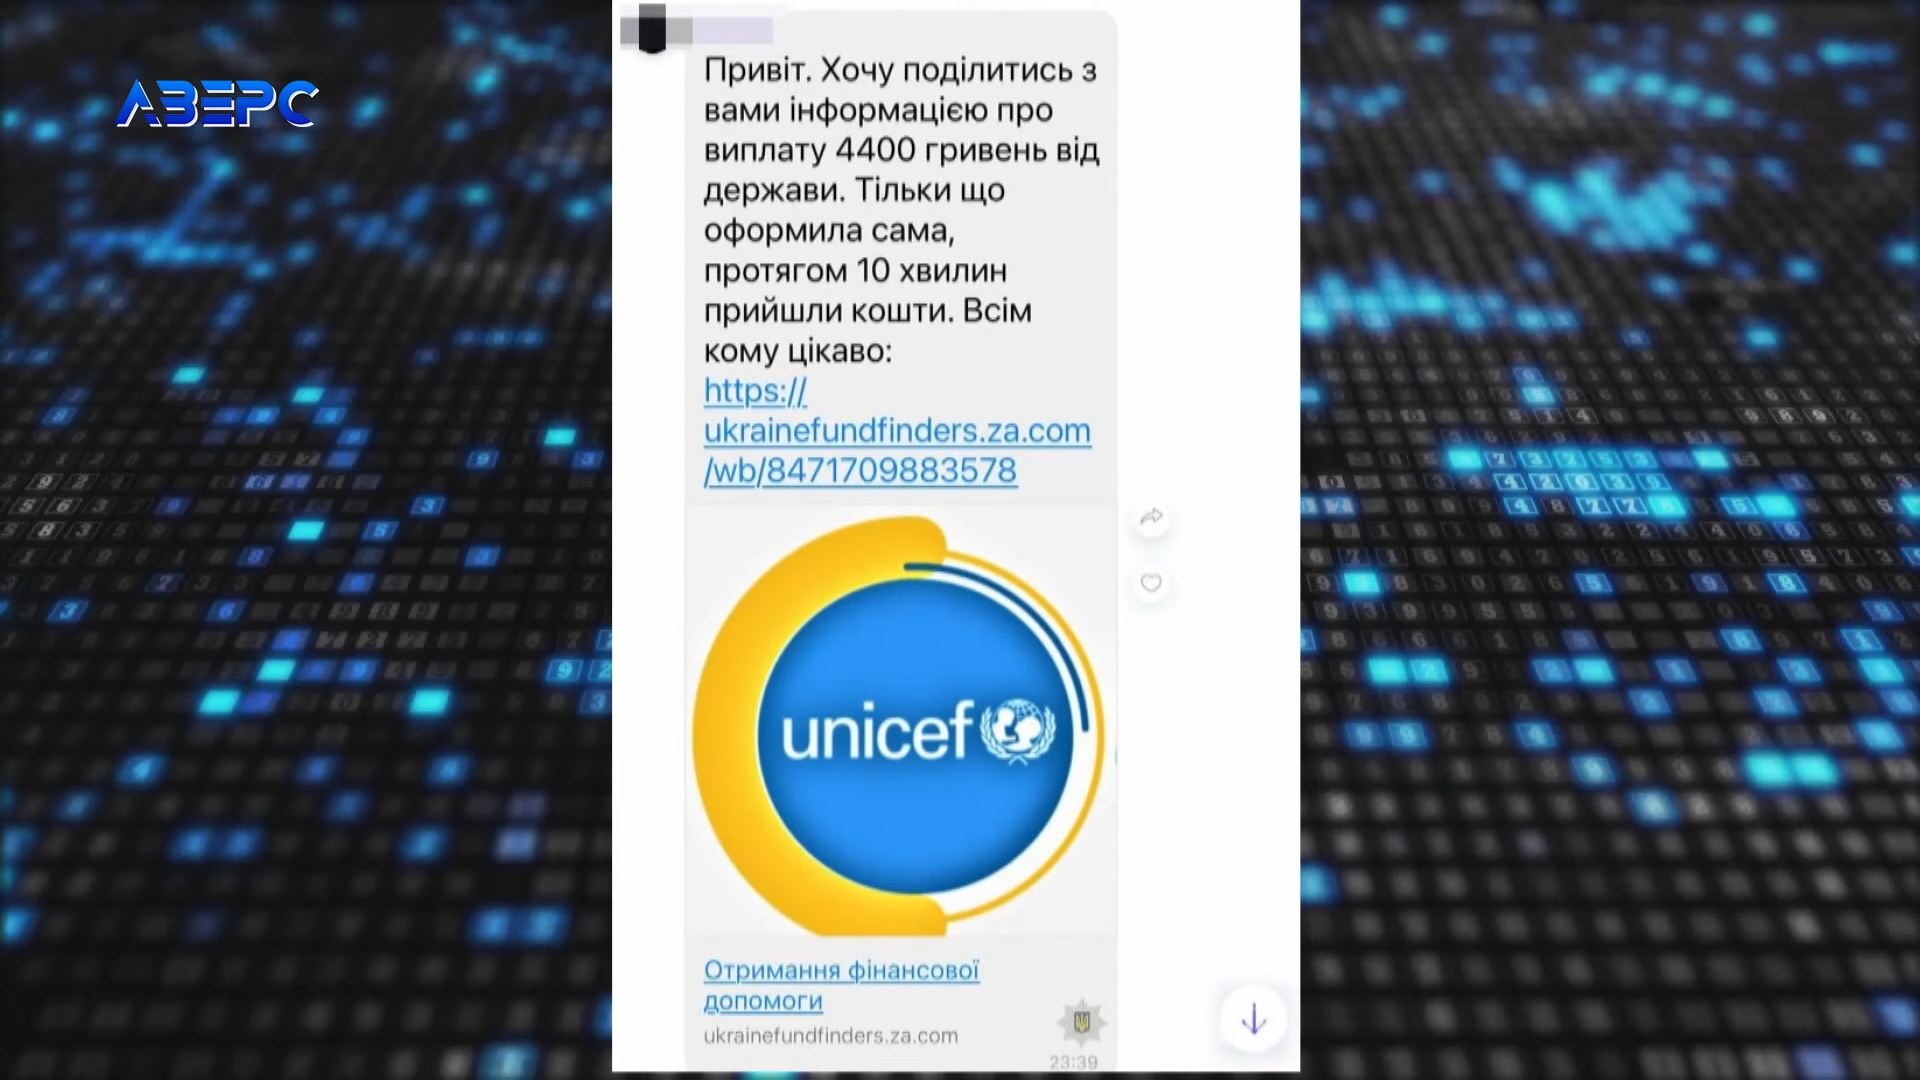 АВЕРС
Привіт. Хочу поділитись з
вами інформацією про
виплату 4400 гривень від
держави. Тільки що
оформила сама,
протягом 10 хвилин
прийшли кошти. Всім
кому цікаво:
https://
ukrainefundfinders.za.com
/wb/8471709883578
unicef
Отримання фінансової
допомоги
ukrainefundfinders.za.com
23:39